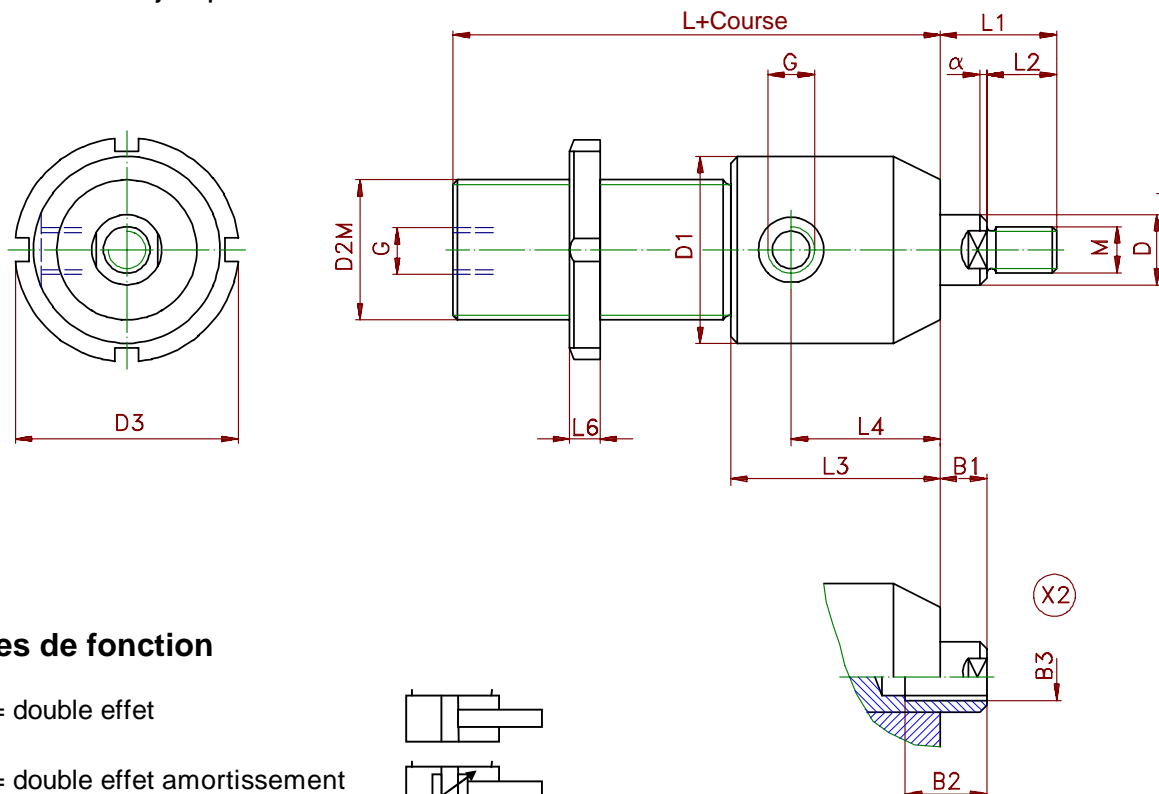 L+Course
L1
G
α
L2
D2M
G
D1
M
D
D3
L6
L4
L3
B1
X2
B3
es de fonction
= double effet
= double effet amortissement
B2